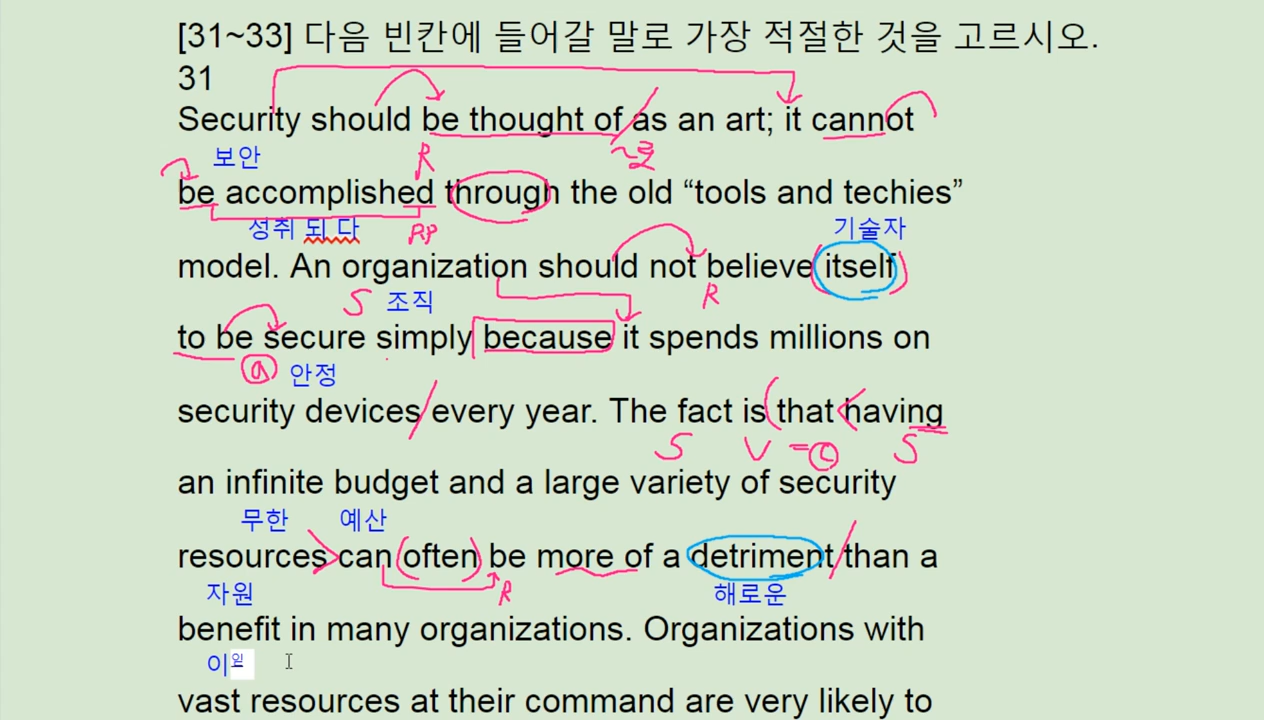 [31~33] 다음 빈칸에 들어갈 말로 가장 적절한 것을 고르시오.
31
Security should be thought of as an art; it cannot
보안 R ~로
be accomplished through the old “tools and techies”
성취 되 다 RP 기술자
model. An organization should not believe itself
S 조직 R
to be secure simply because it spends millions on
a 안정
security devices every year. The fact is that having
S V =C S
an infinite budget and a large variety of security
무한 예산
resources can often be more of a detriment than a
자원 R 해로운
benefit in many organizations. Organizations with
이익
vast resources at their command are very likely to